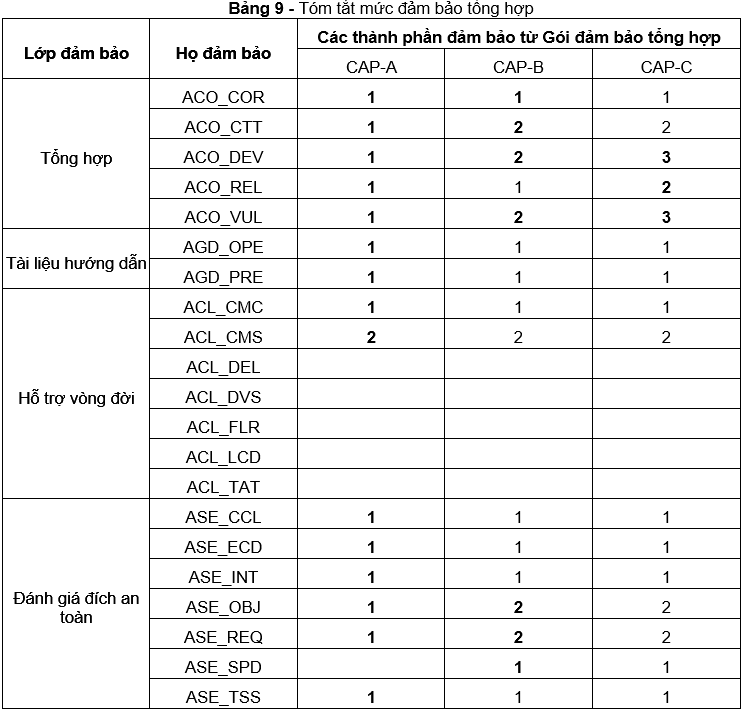 Bảng 9 - Tóm tắt mức đảm bảo tổng hợp
Lớp đảm bảo Họ đảm bảo Các thành phần đảm bảo từ Gói đảm bảo tổng hợp
CAP-A CAP-B CAP-C
Tổng hợp
ACO_COR 1 1 1
ACO_CTT 1 2 2
ACO_DEV 1 2 3
ACO_REL 1 1 2
ACO_VUL 1 2 3
Tài liệu hướng dẫn
AGD_OPE 1 1 1
AGD_PRE 1 1 1
Hỗ trợ vòng đời
ACL_CMC 1 1 1
ACL_CMS 2 2 2
ACL_DEL
ACL_DVS
ACL_FLR
ACL_LCD
ACL_TAT
Đánh giá đích an
toàn
ASE_CCL 1 1 1
ASE_ECD 1 1 1
ASE_INT 1 1 1
ASE_OBJ 1 2 2
ASE_REQ 1 2 2
ASE_SPD 1 1
ASE_TSS 1 1 1